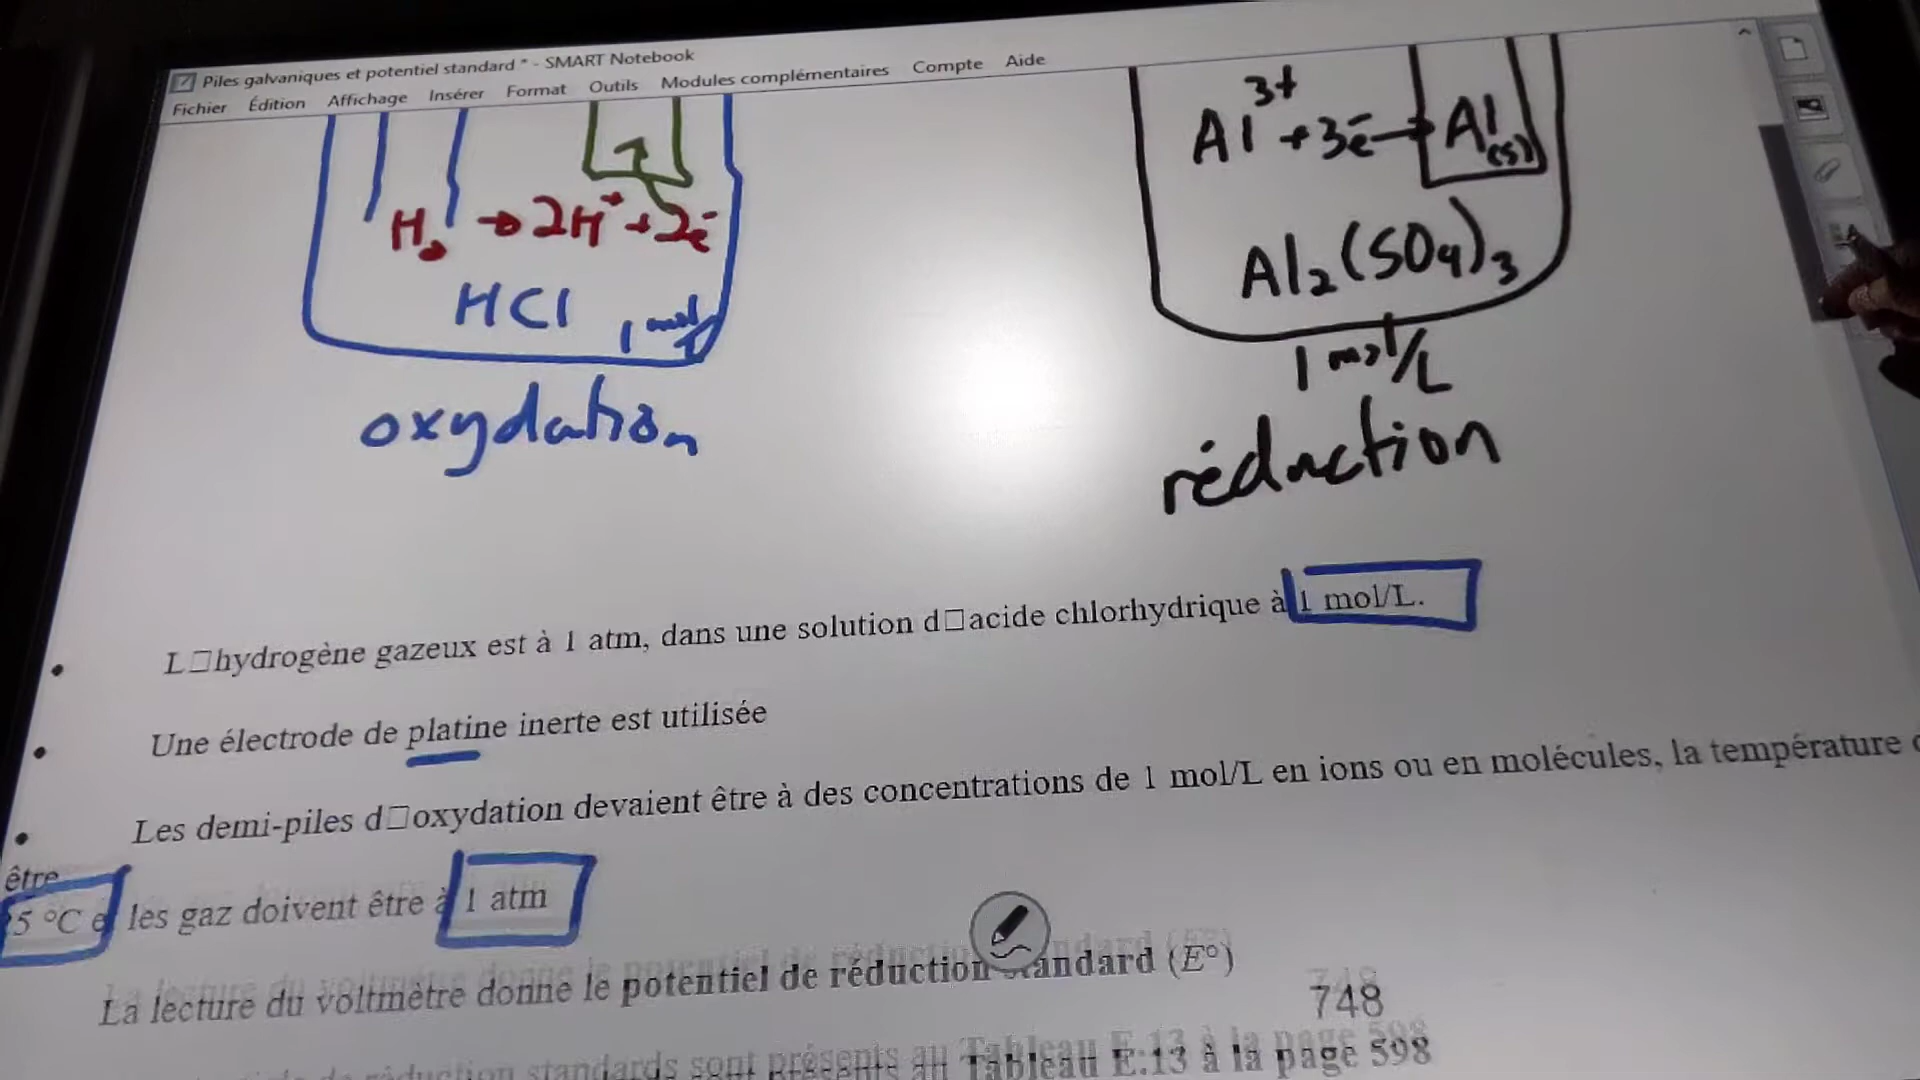 Piles galvaniques et potentiel standard * - SMART Notebook
Fichier Édition Affichage Insérer Format Outils Modules complémentaires Compte Aide
Al³⁺ + 3e⁻ → Al(s)
H₂ → 2H⁺ + 2e⁻
Al₂(SO₄)₃
HCl 1 mol/L
1 mol/L
oxydation
réduction
L□hydrogène gazeux est à 1 atm, dans une solution d□acide chlorhydrique à 1 mol/L.
Une électrode de platine inerte est utilisée
Les demi-piles d□oxydation devaient être à des concentrations de 1 mol/L en ions ou en molécules, la température
être
5 °C et les gaz doivent être à 1 atm
La lecture du voltmètre donne le potentiel de réduction standard (E°)
748
réduction standards sont présents au Tableau E.13 à la page 598